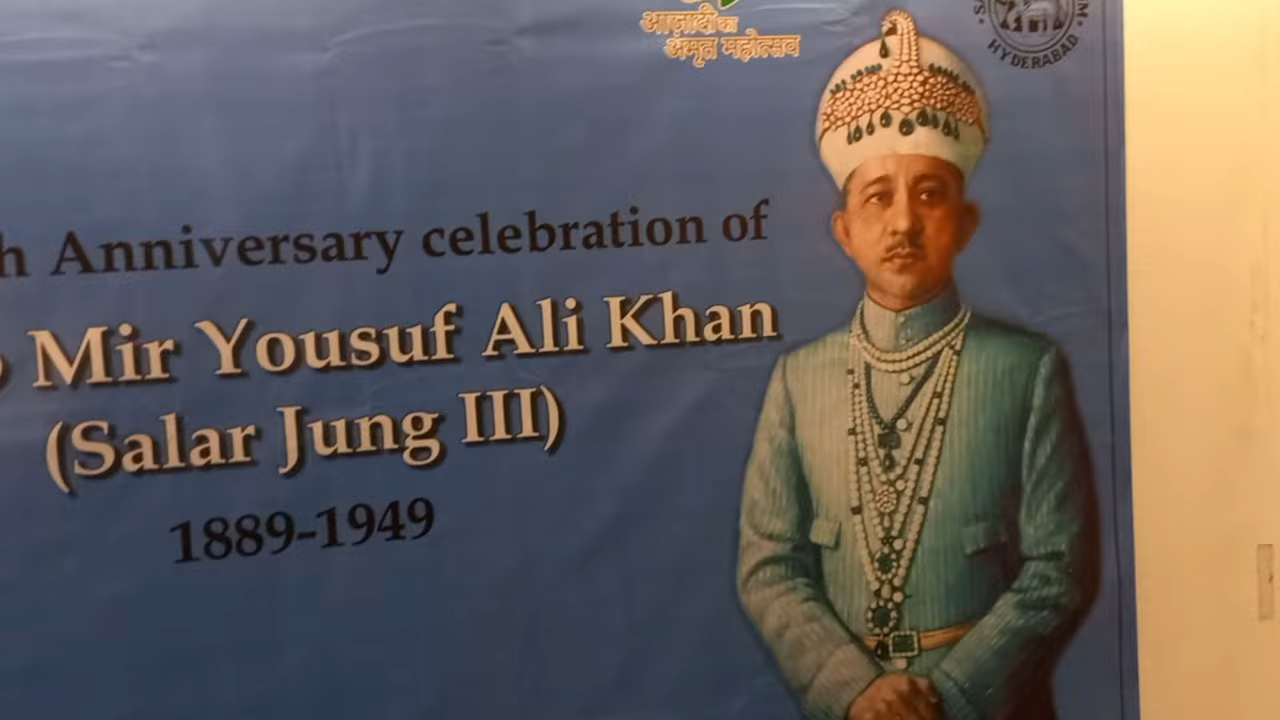 आज़ादी का
अमृत महोत्सव
HYDERABAD
Anniversary celebration of
Mir Yousuf Ali Khan
(Salar Jung III)
1889-1949